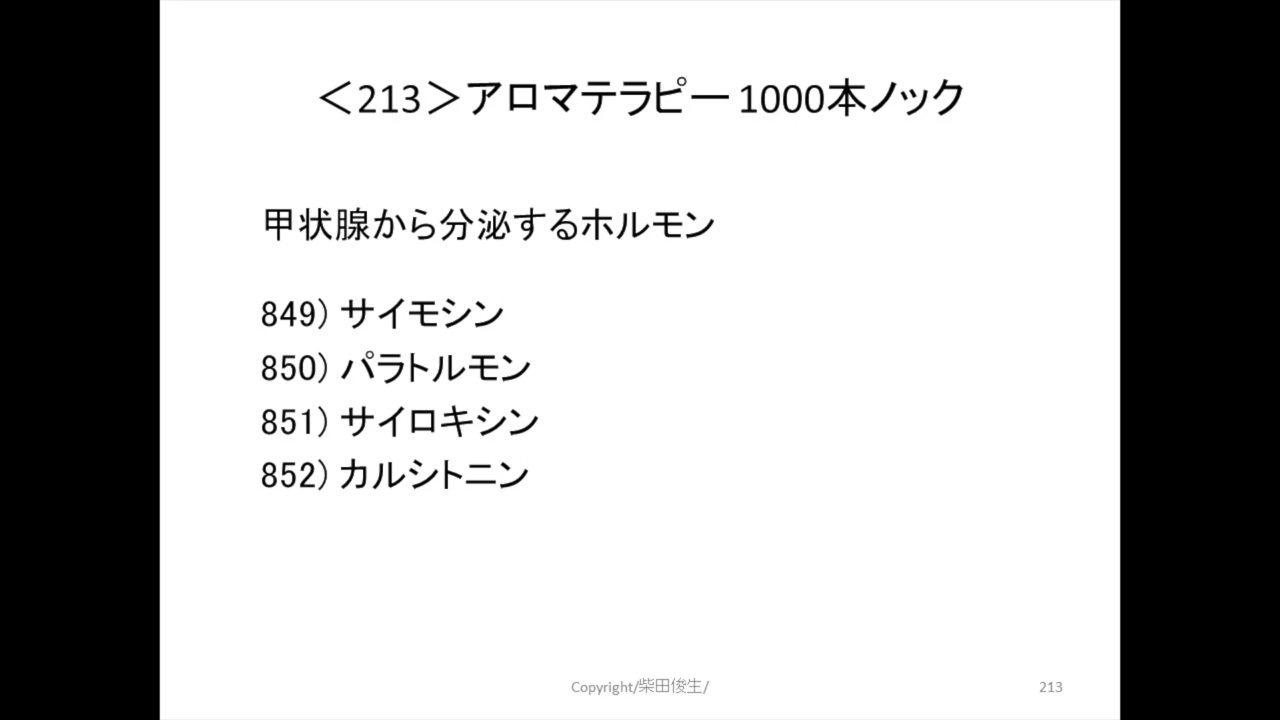 ＜213＞アロマテラピー1000本ノック
甲状腺から分泌するホルモン
849) サイモシン
850) パラトルモン
851) サイロキシン
852) カルシトニン
Copyright/柴田俊生/
213